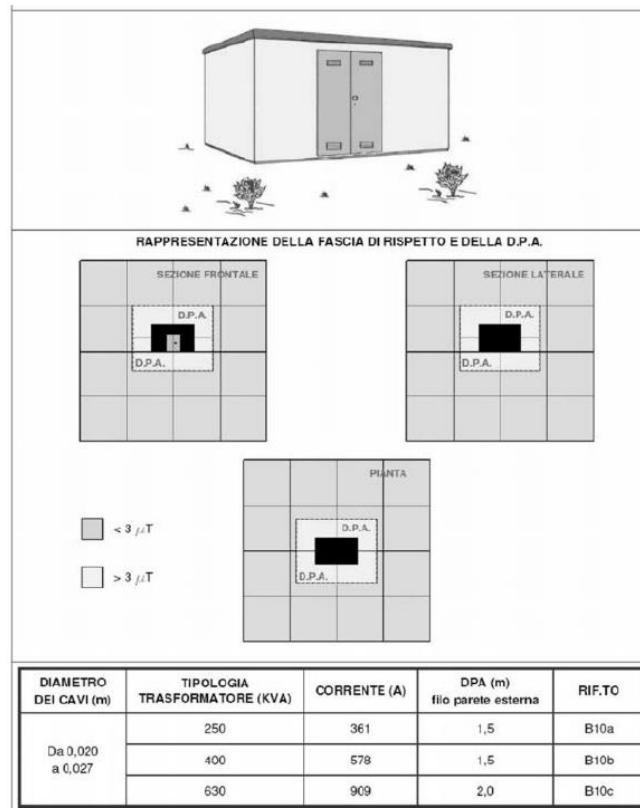 RAPPRESENTAZIONE DELLA FASCIA DI RISPETTO E DELLA D.P.A.
SEZIONE FRONTALE
D.P.A.
D.P.A.
SEZIONE LATERALE
D.P.A.
D.P.A.
PIANTA
D.P.A.
D.P.A.
< 3 μT
> 3 μT
DIAMETRO DEI CAVI (m) TIPOLOGIA TRASFORMATORE (KVA) CORRENTE (A) DPA (m) filo parete esterna RIF.TO
Da 0,020 a 0,027
250 361 1,5 B10a
400 578 1,5 B10b
630 909 2,0 B10c